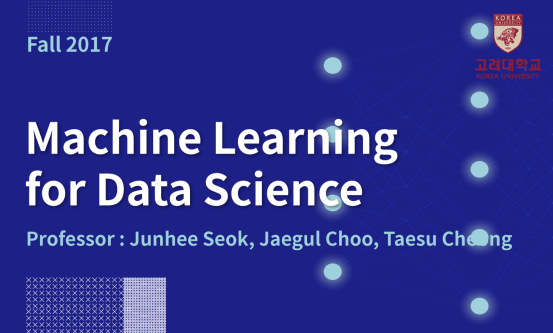 Fall 2017
KOREA
UNIVERSITY
고려대학교
KOREA UNIVERSITY
Machine Learning
for Data Science
Professor : Junhee Seok, Jaegul Choo, Taesu Cheong